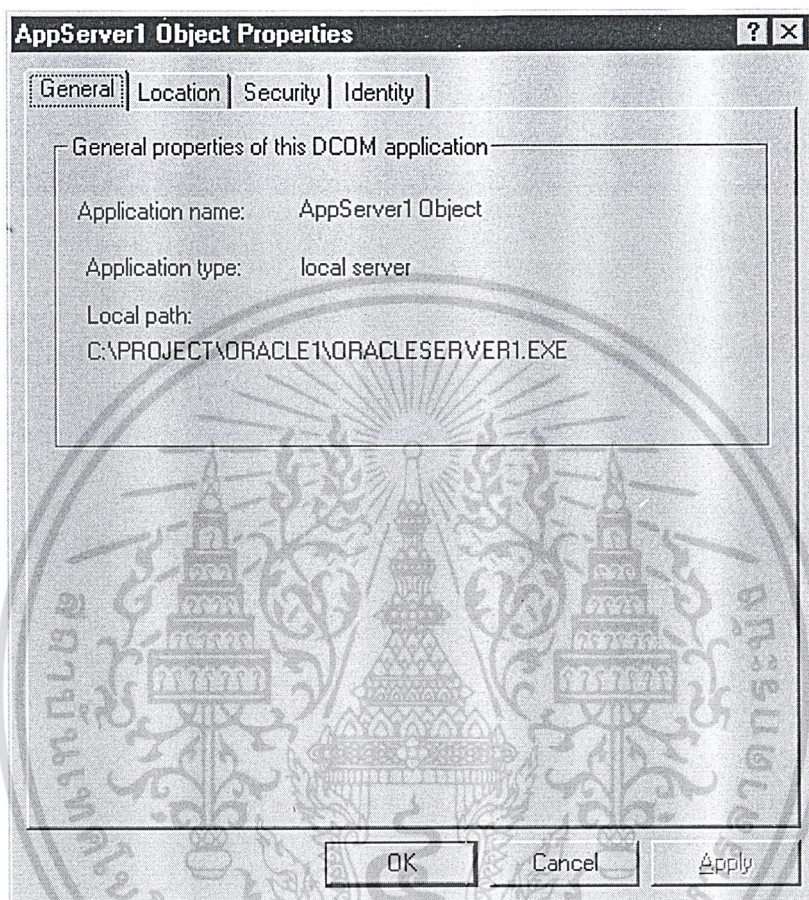 AppServer1 Object Properties
General Location Security Identity
General properties of this DCOM application
Application name: AppServer1 Object
Application type: local server
Local path:
C:\PROJECT\ORACLE1\ORACLESERVER1.EXE
OK Cancel Apply